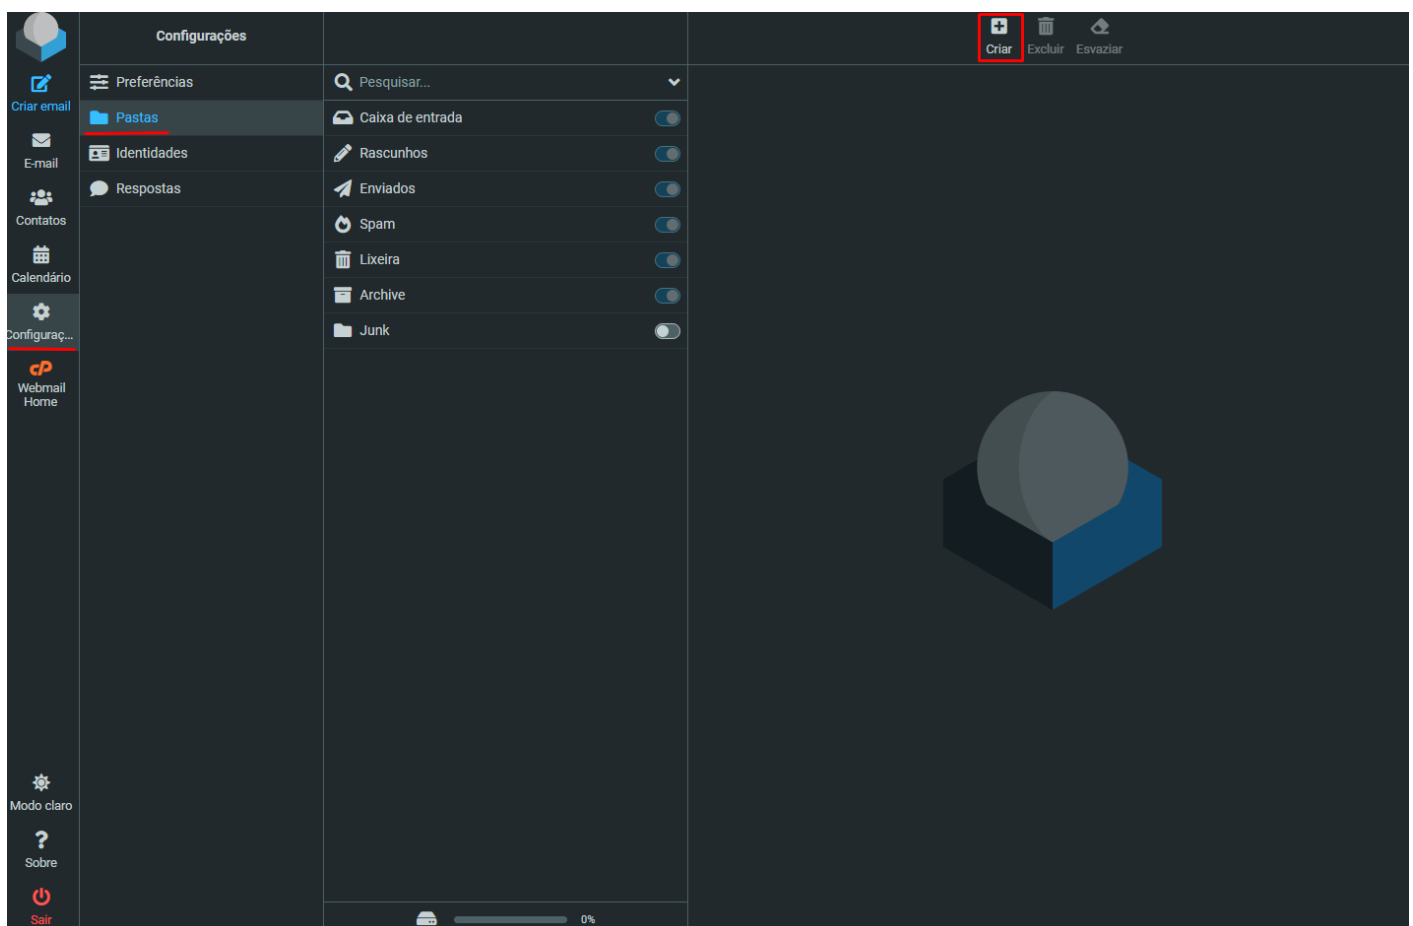 Configurações
Criar
Excluir
Esvaziar
Criar email
E-mail
Contatos
Calendário
Configuraç...
cP
Webmail
Home
Modo claro
Sobre
Sair
Preferências
Pastas
Identidades
Respostas
Pesquisar...
Caixa de entrada
Rascunhos
Enviados
Spam
Lixeira
Archive
Junk
0%